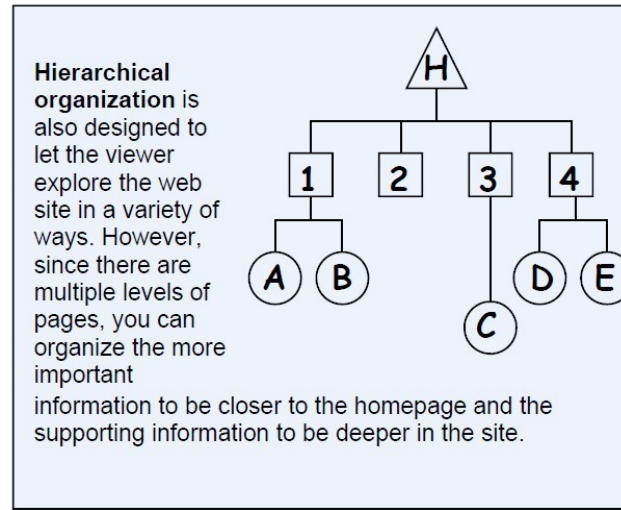 H
Hierarchical
organization is
also designed to
let the viewer
explore the web
site in a variety of
ways. However,
since there are
multiple levels of
pages, you can
organize the more
important
information to be closer to the homepage and the
supporting information to be deeper in the site.
1 2 3 4
A B D E
C